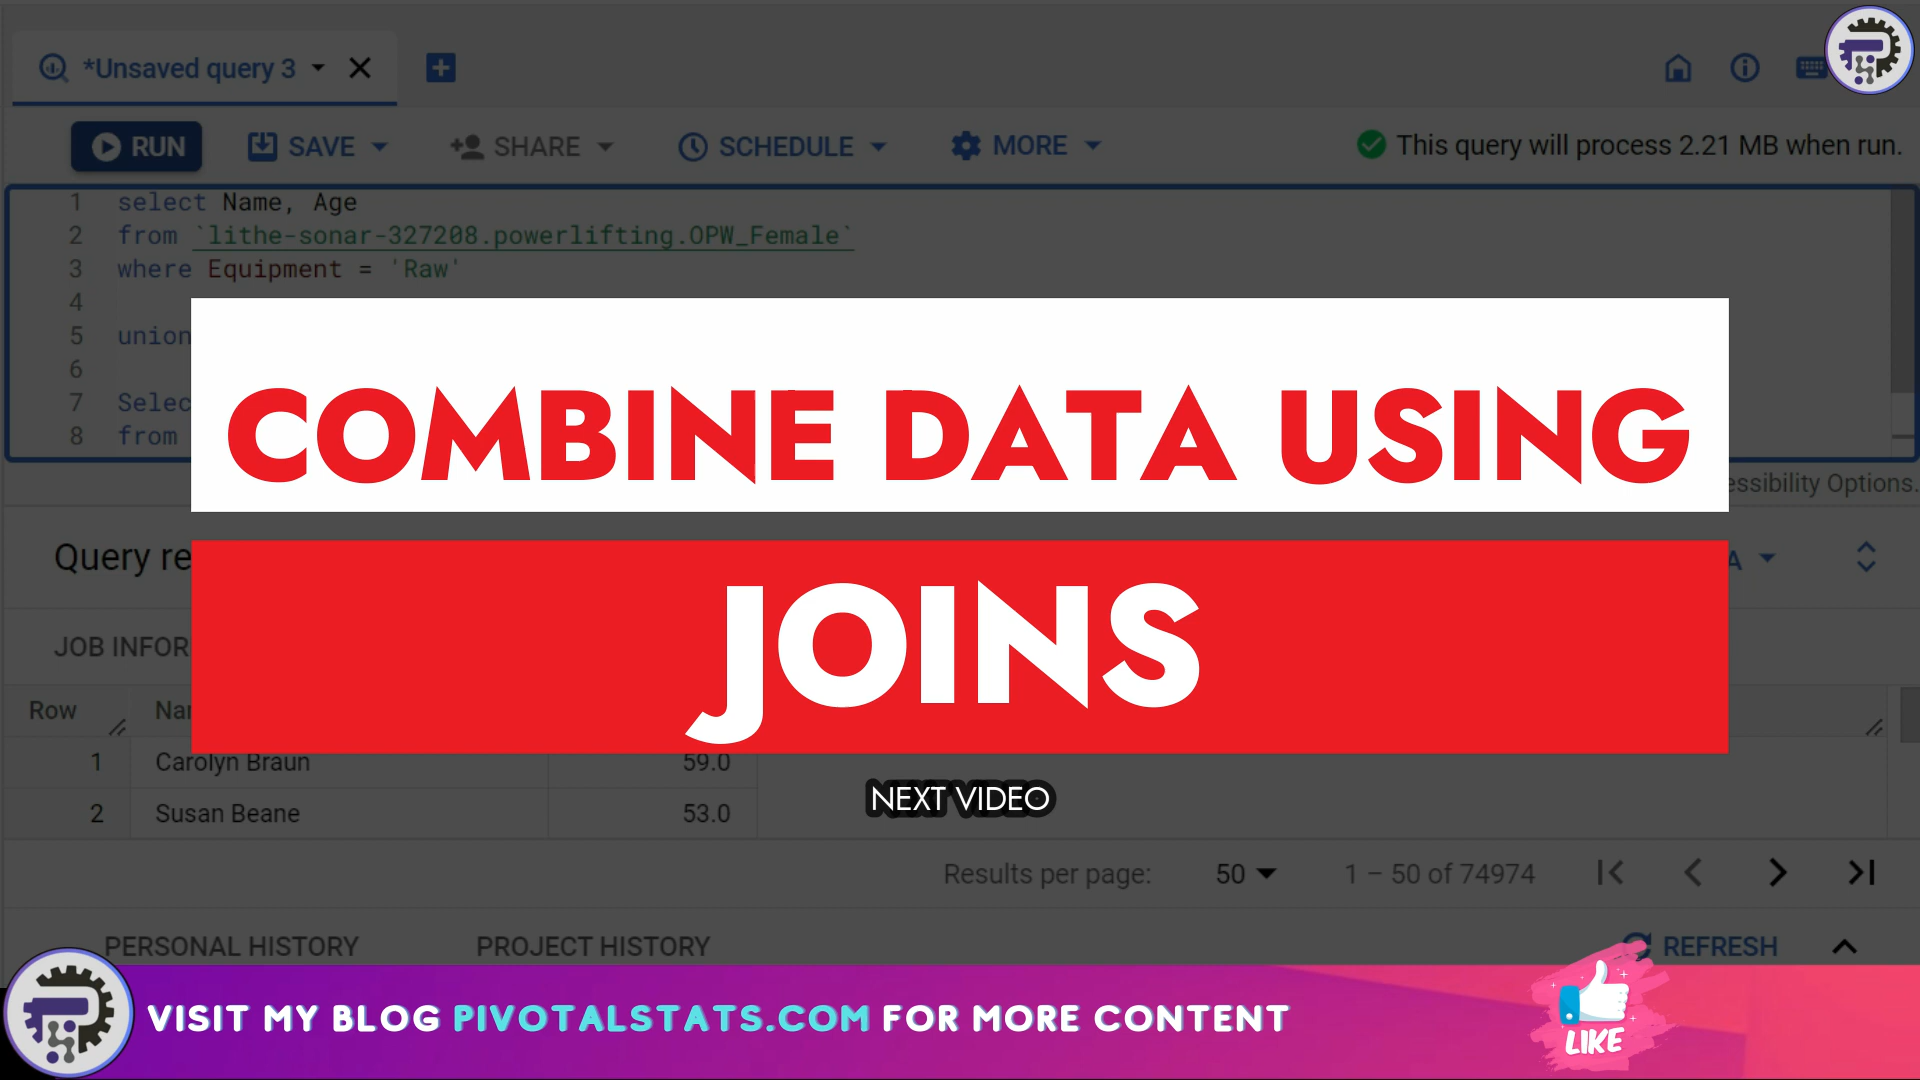 *Unsaved query 3
RUN SAVE SHARE SCHEDULE MORE This query will process 2.21 MB when run.
1 select Name, Age
2 from `lithe-sonar-327208.powerlifting.OPW_Female`
3 where Equipment = 'Raw'
4
5 union
6
7 Selec
8 from
COMBINE DATA USING
essibility Options.
Query re
JOINS
JOB INFOR
Row Nar
1 Carolyn Braun 59.0
2 Susan Beane 53.0
NEXT VIDEO
Results per page: 50 1 – 50 of 74974
PERSONAL HISTORY PROJECT HISTORY REFRESH
VISIT MY BLOG PIVOTALSTATS.COM FOR MORE CONTENT
LIKE